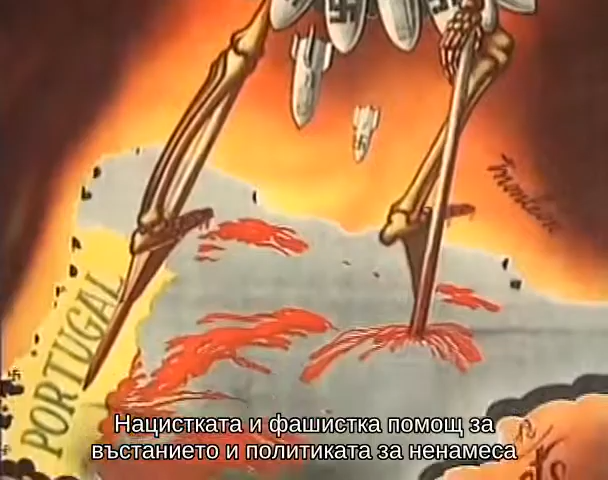 PORTUGAL
Нацистката и фашистка помощ за
въстанието и политиката за ненамеса